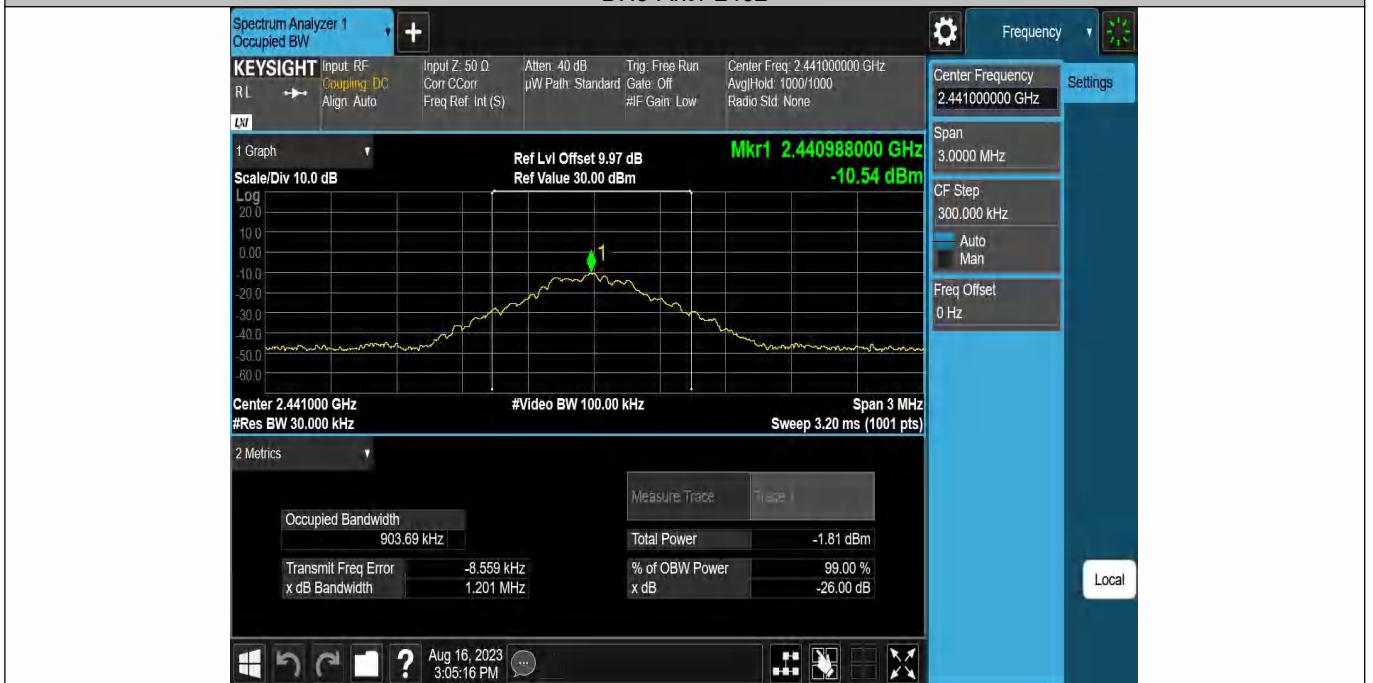 Spectrum Analyzer 1
Occupied BW
Frequency
KEYSIGHT
R L
LXI
Input: RF
Coupling: DC
Align: Auto
Input Z: 50 Ω
Corr CCorr
Freq Ref: Int (S)
Atten: 40 dB
µW Path: Standard
Trig: Free Run
Gate: Off
#IF Gain: Low
Center Freq: 2.441000000 GHz
Avg|Hold: 1000/1000
Radio Std: None
Center Frequency
2.441000000 GHz
Settings
Span
3.0000 MHz
CF Step
300.000 kHz
Auto
Man
Freq Offset
0 Hz
Local
1 Graph
Scale/Div 10.0 dB
Ref Lvl Offset 9.97 dB
Ref Value 30.00 dBm
Mkr1 2.440988000 GHz
-10.54 dBm
Log
20.0
10.0
0.00
-10.0
-20.0
-30.0
-40.0
-50.0
-60.0
1
Center 2.441000 GHz
#Video BW 100.00 kHz
Span 3 MHz
#Res BW 30.000 kHz
Sweep 3.20 ms (1001 pts)
2 Metrics
Measure Trace
Trace 1
Occupied Bandwidth
903.69 kHz
Total Power
-1.81 dBm
Transmit Freq Error
-8.559 kHz
% of OBW Power
99.00 %
x dB Bandwidth
1.201 MHz
x dB
-26.00 dB
Aug 16, 2023
3:05:16 PM